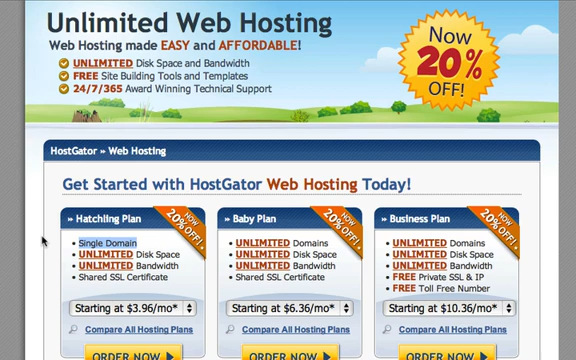 Unlimited Web Hosting
Web Hosting made EASY and AFFORDABLE!
UNLIMITED Disk Space and Bandwidth
FREE Site Building Tools and Templates
24/7/365 Award Winning Technical Support
Now
20%
OFF!
HostGator » Web Hosting
Get Started with HostGator Web Hosting Today!
» Hatchling Plan
NOW
20% OFF!
Single Domain
UNLIMITED Disk Space
UNLIMITED Bandwidth
Shared SSL Certificate
Starting at $3.96/mo*
Compare All Hosting Plans
ORDER NOW
» Baby Plan
NOW
20% OFF!
UNLIMITED Domains
UNLIMITED Disk Space
UNLIMITED Bandwidth
Shared SSL Certificate
Starting at $6.36/mo*
Compare All Hosting Plans
ORDER NOW
» Business Plan
NOW
20% OFF!
UNLIMITED Domains
UNLIMITED Disk Space
UNLIMITED Bandwidth
FREE Private SSL & IP
FREE Toll Free Number
Starting at $10.36/mo*
Compare All Hosting Plans
ORDER NOW